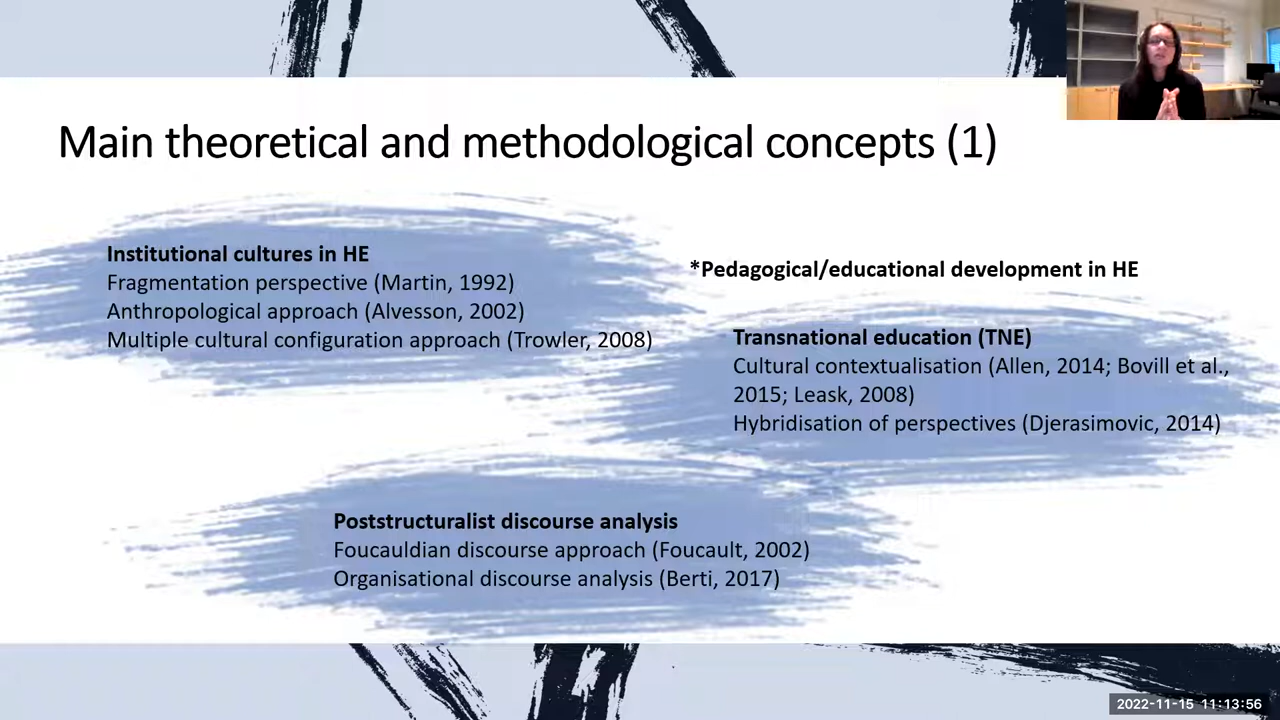 Main theoretical and methodological concepts (1)
Institutional cultures in HE
Fragmentation perspective (Martin, 1992)
Anthropological approach (Alvesson, 2002)
Multiple cultural configuration approach (Trowler, 2008)
*Pedagogical/educational development in HE
Transnational education (TNE)
Cultural contextualisation (Allen, 2014; Bovill et al.,
2015; Leask, 2008)
Hybridisation of perspectives (Djerasimovic, 2014)
Poststructuralist discourse analysis
Foucauldian discourse approach (Foucault, 2002)
Organisational discourse analysis (Berti, 2017)
2022-11-15 11:13:56